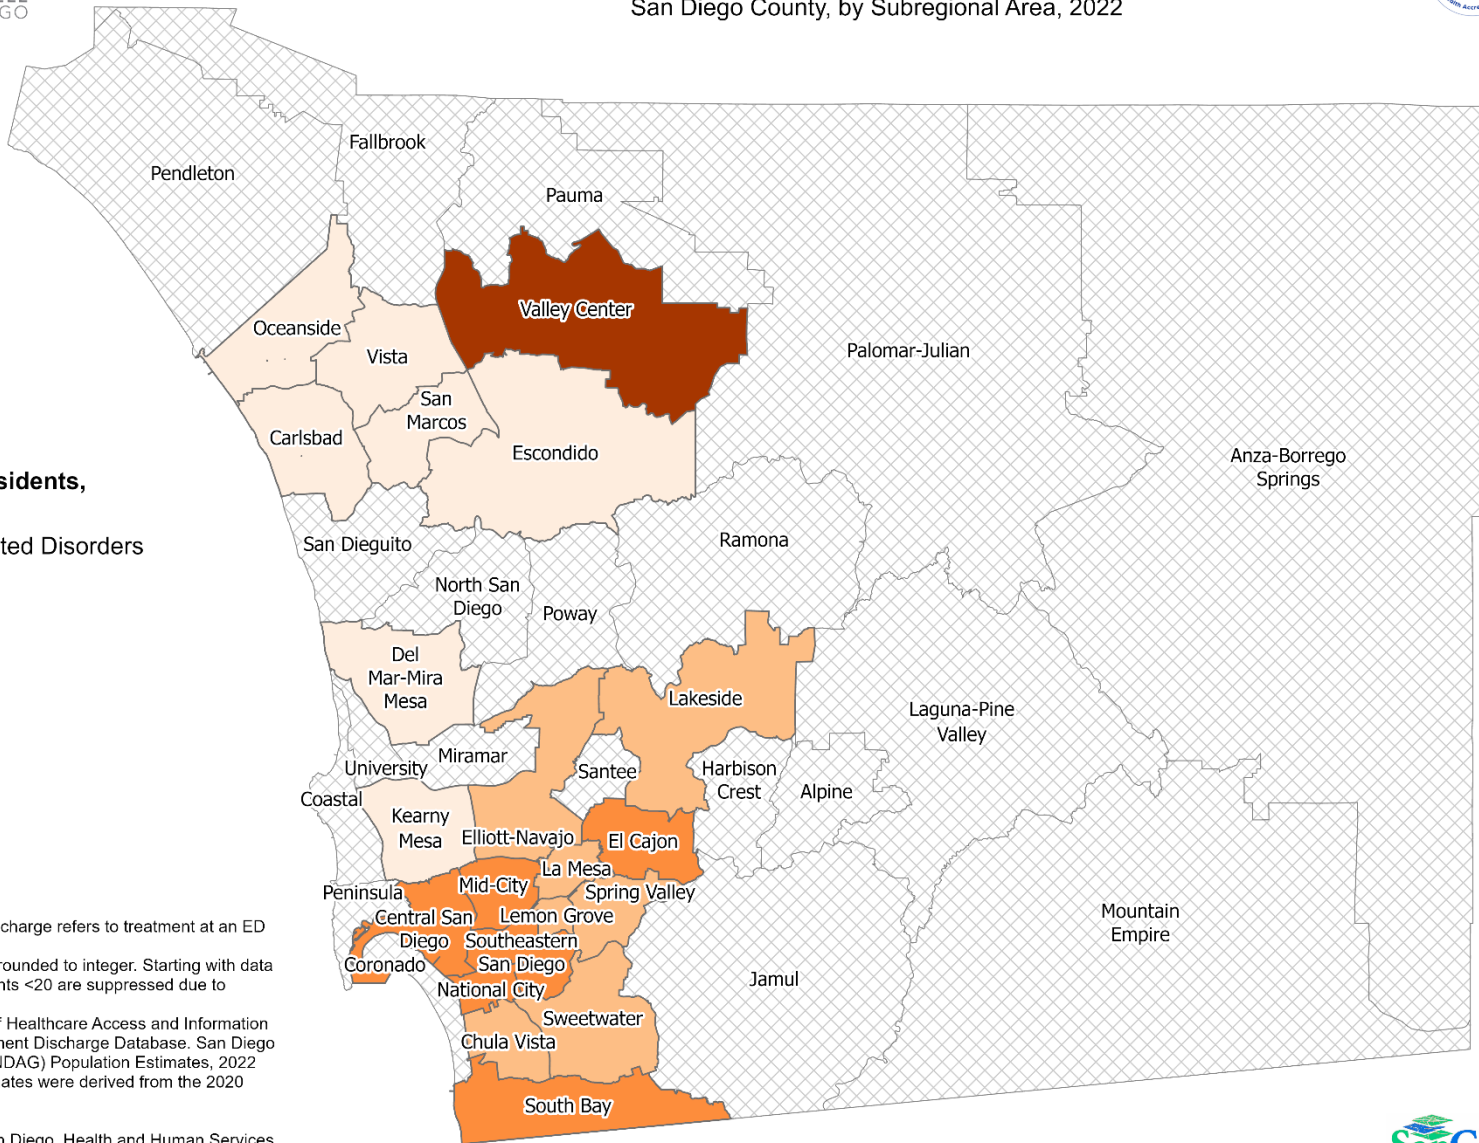 GO
San Diego County, by Subregional Area, 2022
Health Accre
Fallbrook
Pendleton
Pauma
Valley Center
Oceanside
Vista
Palomar-Julian
San
Marcos
Carlsbad
Escondido
Anza-Borrego
Springs
sidents,
ted Disorders
San Dieguito
Ramona
North San
Diego
Poway
Del
Mar-Mira
Mesa
Lakeside
Laguna-Pine
Valley
Miramar
University
Santee
Harbison
Crest
Alpine
Coastal
Kearny
Mesa
Elliott-Navajo
El Cajon
La Mesa
Mid-City
Spring Valley
Peninsula
Central San
Diego
Lemon Grove
Mountain
Empire
Southeastern
San Diego
Coronado
National City
Jamul
Sweetwater
Chula Vista
South Bay
charge refers to treatment at an ED
rounded to integer. Starting with data
nts <20 are suppressed due to
f Healthcare Access and Information
nent Discharge Database. San Diego
NDAG) Population Estimates, 2022
ates were derived from the 2020
n Diego, Health and Human Services